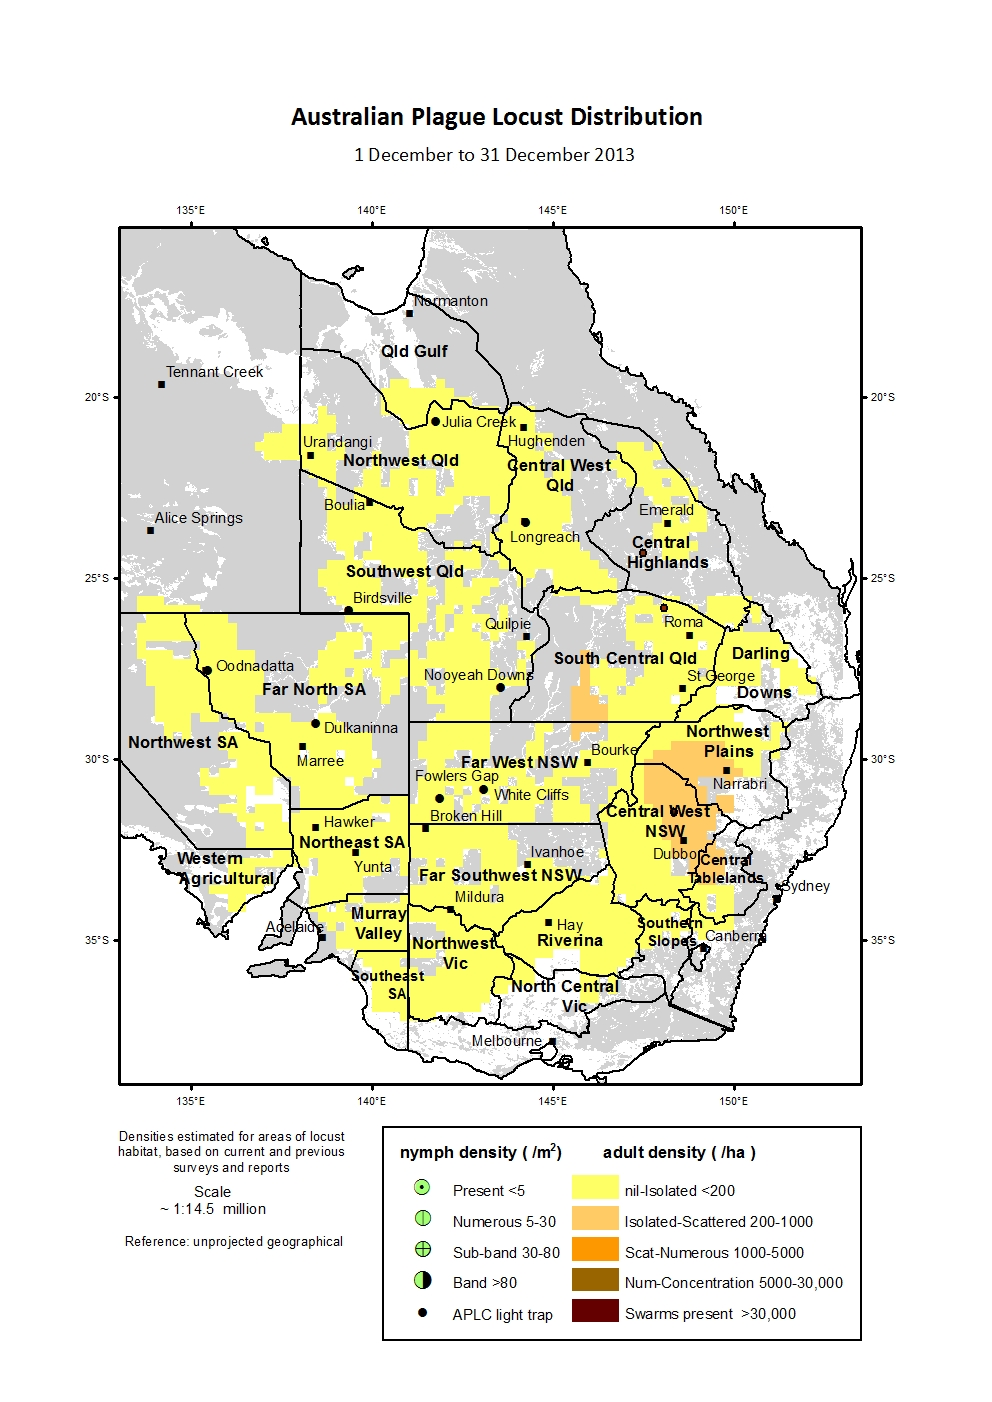 Australian Plague Locust Distribution
1 December to 31 December 2013
135°E 140°E 145°E 150°E
Normanton
Qld Gulf
Tennant Creek
20°S 20°S
Julia Creek
Urandangi
Hughenden
Northwest Qld
Central West
Qld
Boulia
Emerald
Alice Springs
Longreach
Central
Highlands
Southwest Qld
25°S 25°S
Birdsville
Quilpie
Roma
South Central Qld
Darling
Oodnadatta
Nooyeah Downs
St George
Far North SA
Downs
Dulkaninna
Northwest SA
Northwest
Plains
Marree
Bourke
30°S 30°S
Far West NSW
Fowlers Gap
Narrabri
White Cliffs
Hawker
Broken Hill
Central West
NSW
Northeast SA
Ivanhoe
Dubbo
Western
Agricultural
Yunta
Far Southwest NSW
Central
Tablelands
Sydney
Mildura
Murray
Valley
Adelaide
Hay
Southern
Slopes
Canberra
35°S 35°S
Northwest
Vic
Riverina
Southeast
SA
North Central
Vic
Melbourne
135°E 140°E 145°E 150°E
Densities estimated for areas of locust
habitat, based on current and previous
surveys and reports
Scale
~ 1:14.5 million
Reference: unprojected geographical
nymph density ( /m²) adult density ( /ha )
Present <5 nil-Isolated <200
Numerous 5-30 Isolated-Scattered 200-1000
Sub-band 30-80 Scat-Numerous 1000-5000
Band >80 Num-Concentration 5000-30,000
APLC light trap Swarms present >30,000